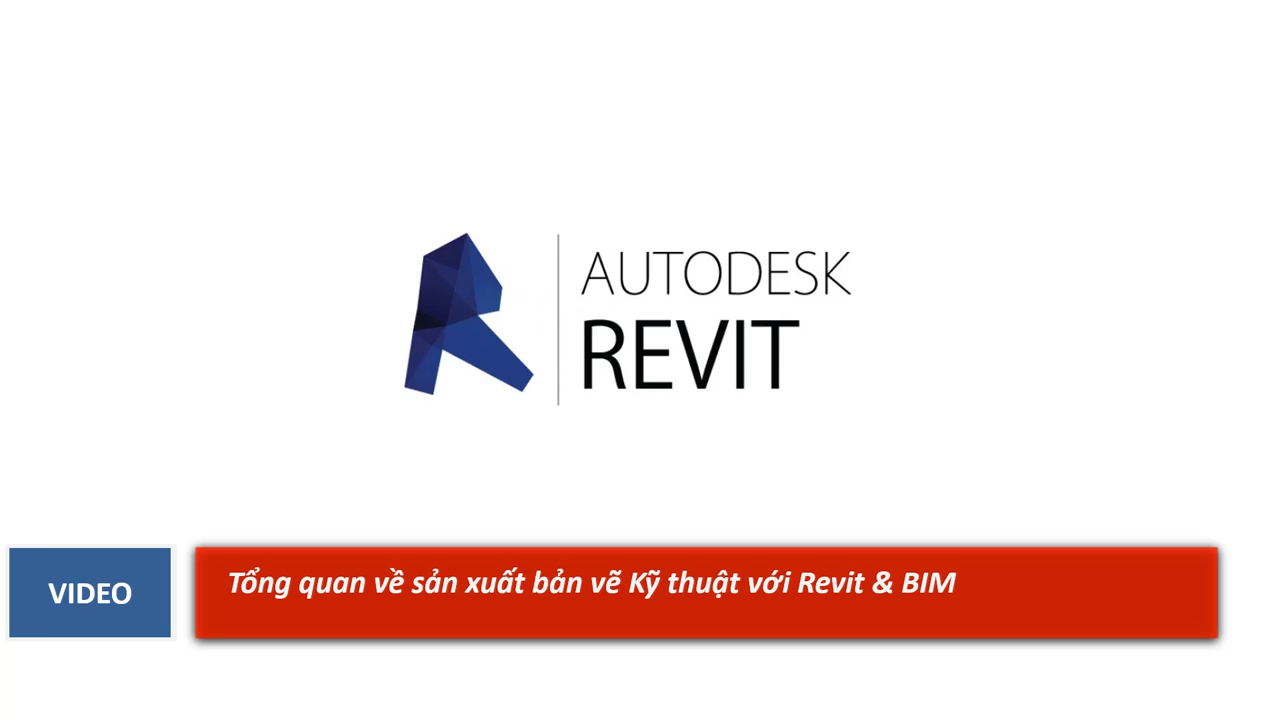 AUTODESK
REVIT
VIDEO
Tổng quan về sản xuất bản vẽ Kỹ thuật với Revit & BIM